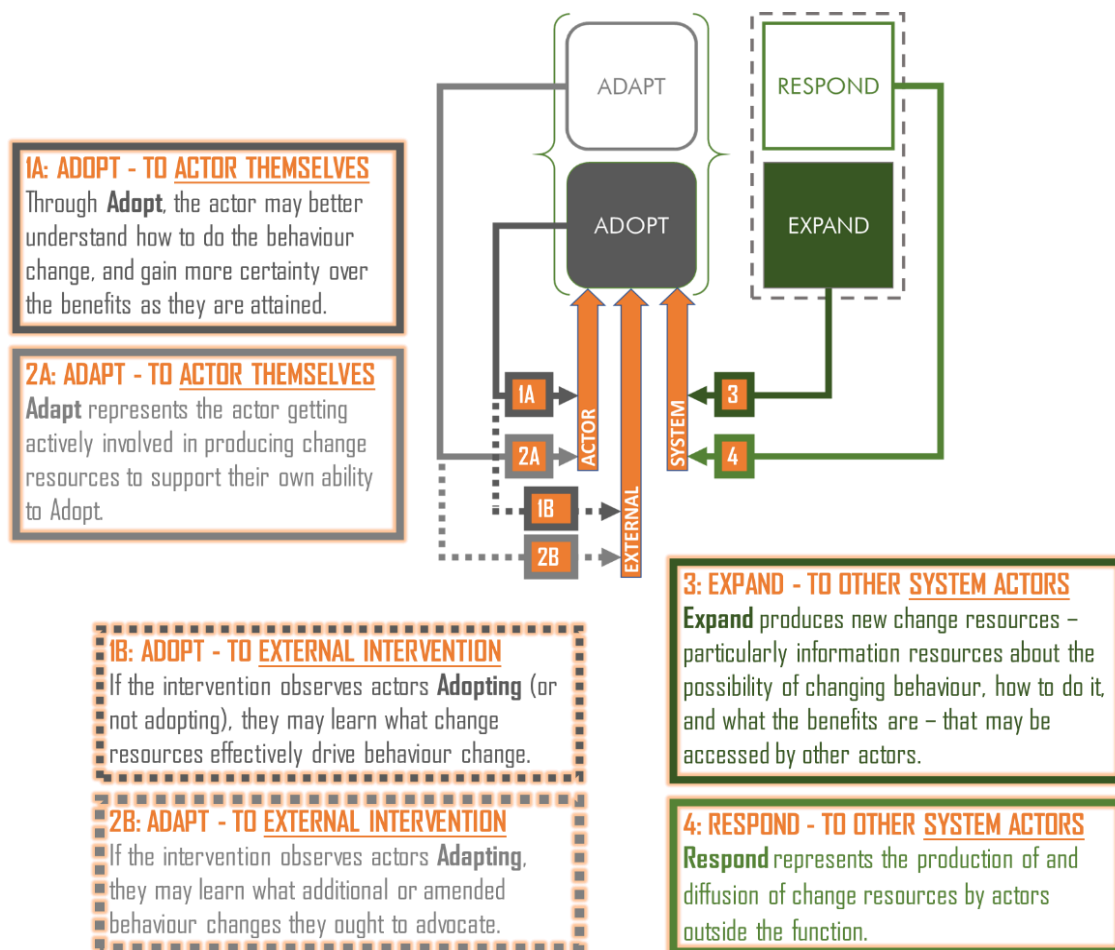 ADAPT
RESPOND
ADOPT
EXPAND
1A: ADOPT - TO ACTOR THEMSELVES
Through Adopt, the actor may better
understand how to do the behaviour
change, and gain more certainty over
the benefits as they are attained.
2A: ADAPT - TO ACTOR THEMSELVES
Adapt represents the actor getting
actively involved in producing change
resources to support their own ability
to Adopt.
1A
2A
1B
2B
ACTOR
EXTERNAL
SYSTEM
3
4
1B: ADOPT - TO EXTERNAL INTERVENTION
If the intervention observes actors Adopting (or
not adopting), they may learn what change
resources effectively drive behaviour change.
2B: ADAPT - TO EXTERNAL INTERVENTION
If the intervention observes actors Adapting,
they may learn what additional or amended
behaviour changes they ought to advocate.
3: EXPAND - TO OTHER SYSTEM ACTORS
Expand produces new change resources –
particularly information resources about the
possibility of changing behaviour, how to do it,
and what the benefits are – that may be
accessed by other actors.
4: RESPOND - TO OTHER SYSTEM ACTORS
Respond represents the production of and
diffusion of change resources by actors
outside the function.